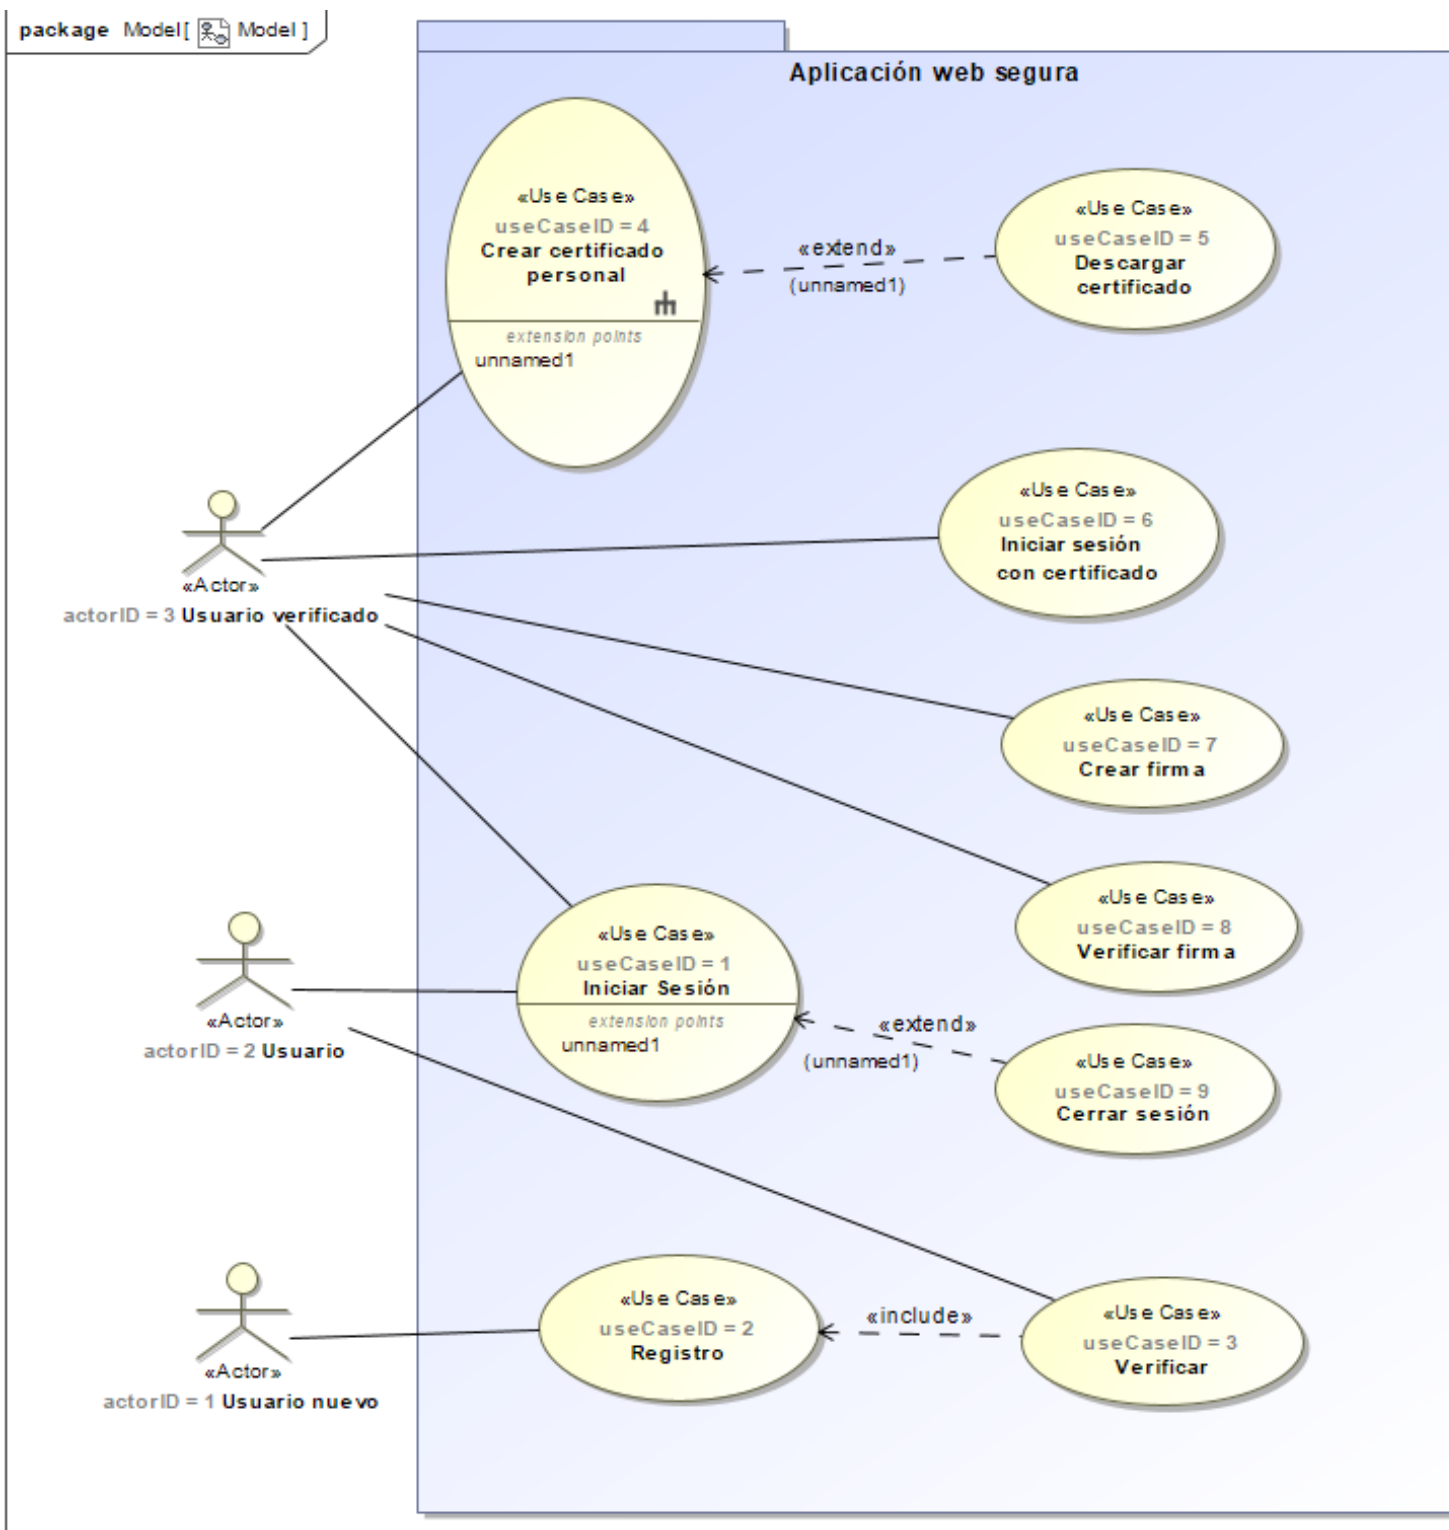 package Model [ Model ]
Aplicación web segura
«Use Case»
useCaseID = 4
Crear certificado
personal
extension points
unnamed1
«extend»
(unnamed1)
«Use Case»
useCaseID = 5
Descargar
certificado
«Use Case»
useCaseID = 6
Iniciar sesión
con certificado
«Actor»
actorID = 3 Usuario verificado
«Use Case»
useCaseID = 7
Crear firma
«Use Case»
useCaseID = 8
Verificar firma
«Use Case»
useCaseID = 1
Iniciar Sesión
extension points
unnamed1
«Actor»
actorID = 2 Usuario
«extend»
(unnamed1)
«Use Case»
useCaseID = 9
Cerrar sesión
«Use Case»
useCaseID = 2
Registro
«include»
«Use Case»
useCaseID = 3
Verificar
«Actor»
actorID = 1 Usuario nuevo